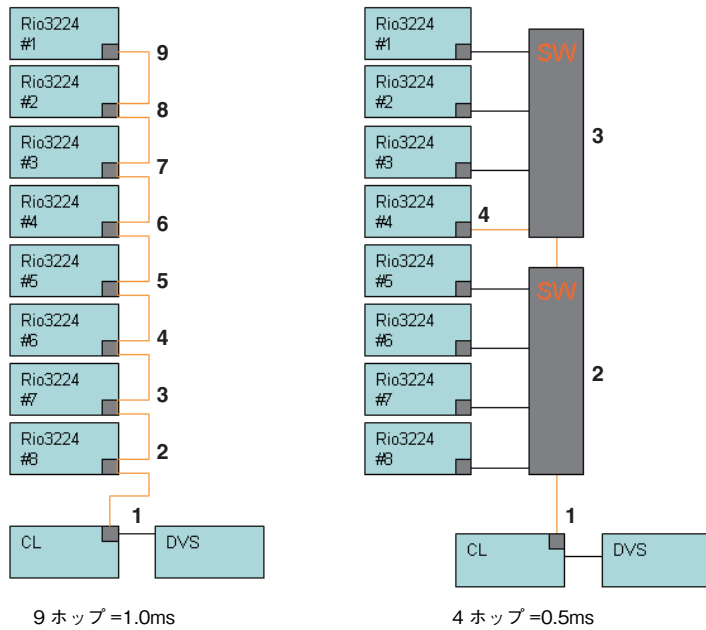 Rio3224
#1
9
Rio3224
#2
8
Rio3224
#3
7
Rio3224
#4
6
Rio3224
#5
5
Rio3224
#6
4
Rio3224
#7
3
Rio3224
#8
2
1
CL
DVS
9 ホップ =1.0ms
Rio3224
#1
SW
Rio3224
#2
Rio3224
#3
3
Rio3224
#4
4
Rio3224
#5
SW
Rio3224
#6
2
Rio3224
#7
Rio3224
#8
1
CL
DVS
4 ホップ =0.5ms